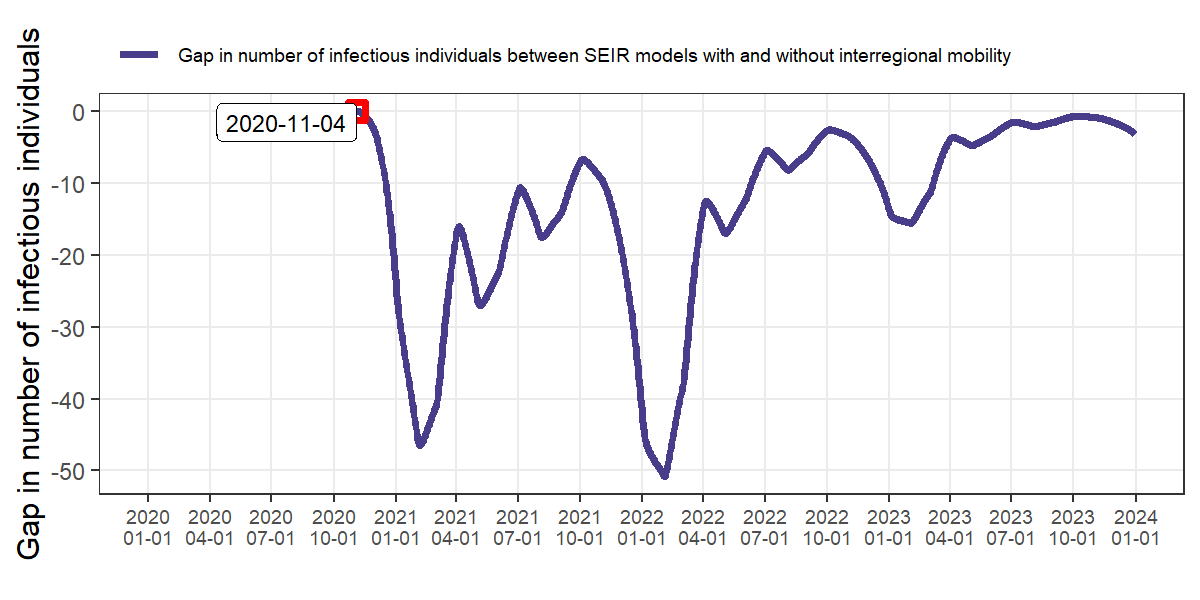 Gap in number of infectious individuals between SEIR models with and without interregional mobility
Gap in number of infectious individuals
0
-10
-20
-30
-40
-50
2020-11-04
2020 2020 2020 2020 2021 2021 2021 2021 2022 2022 2022 2022 2023 2023 2023 2023 2024
01-01 04-01 07-01 10-01 01-01 04-01 07-01 10-01 01-01 04-01 07-01 10-01 01-01 04-01 07-01 10-01 01-01